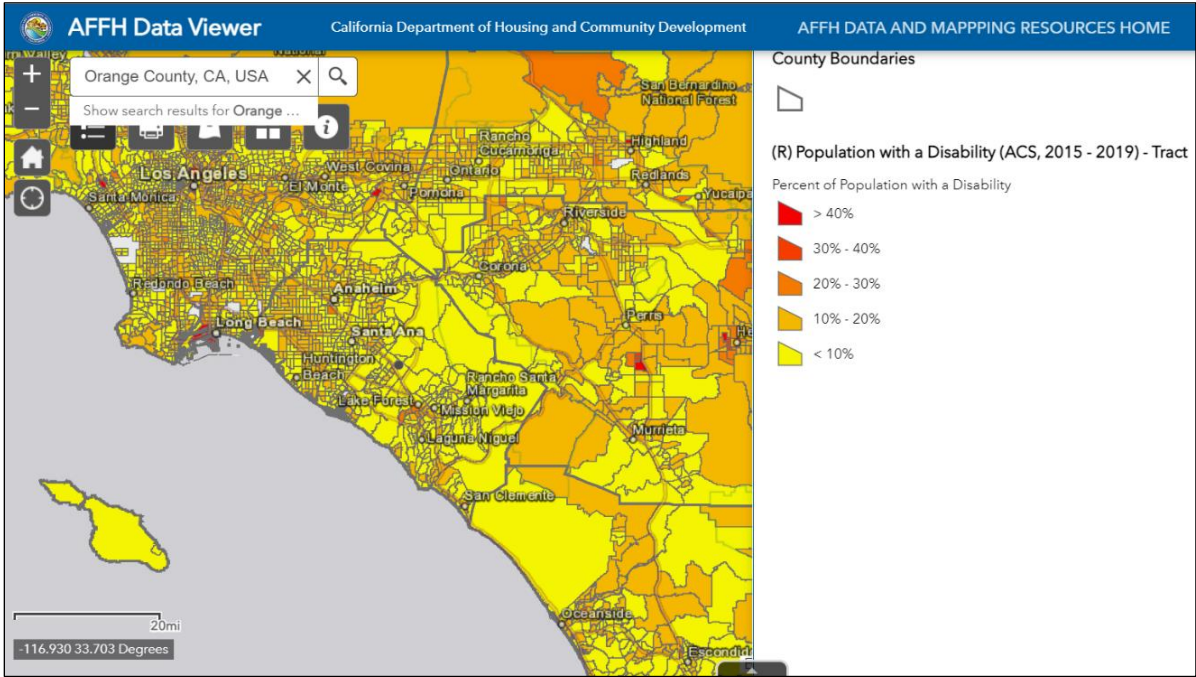 AFFH Data Viewer
California Department of Housing and Community Development
AFFH DATA AND MAPPPING RESOURCES HOME
Orange County, CA, USA
Show search results for Orange ...
National
San Bernardino
National Forest
Rancho
Cucamonga
Highland
Los Angeles
West Covina
Ontario
Redlands
El Monte
Pomona
Yucaipa
Santa Monica
Riverside
Corona
Redondo Beach
Anaheim
Long Beach
Perris
Santa Ana
Huntington
Beach
Rancho Santa
Margarita
Lake Forest
Mission Viejo
Laguna Niguel
Murrieta
San Clemente
Oceanside
Escondid
20mi
-116.930 33.703 Degrees
County Boundaries
(R) Population with a Disability (ACS, 2015 - 2019) - Tract
Percent of Population with a Disability
> 40%
30% - 40%
20% - 30%
10% - 20%
< 10%